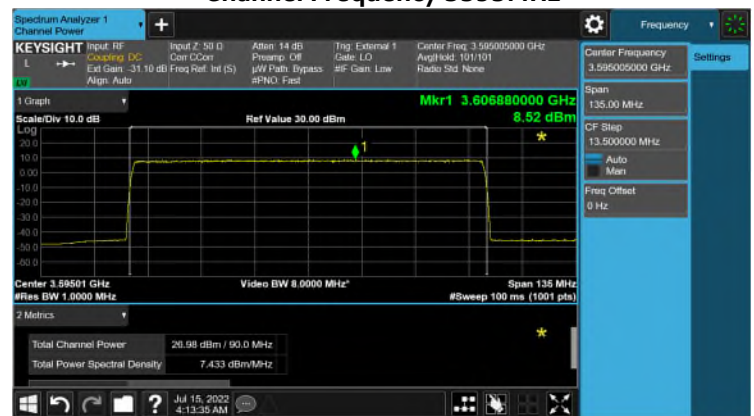 Spectrum Analyzer 1
Channel Power
+
Frequency
KEYSIGHT Input: RF Input Z: 50 Ω Atten: 14 dB Trig: External 1 Center Freq: 3.595005000 GHz
L Coupling: DC Corr CCorr Preamp: Off Gate: LO Avg|Hold: 101/101
Ext Gain: -31.10 dB Freq Ref: Int (S) µW Path: Bypass #IF Gain: Low Radio Std: None
Align: Auto #PNO: Fast
Center Frequency
3.595005000 GHz
Settings
Span
135.00 MHz
CF Step
13.500000 MHz
Auto
Man
Freq Offset
0 Hz
1 Graph
Mkr1 3.606880000 GHz
Scale/Div 10.0 dB Ref Value 30.00 dBm 8.52 dBm
Log
20.0
10.0
0.00
-10.0
-20.0
-30.0
-40.0
-50.0
-60.0
1
Center 3.59501 GHz Video BW 8.0000 MHz* Span 135 MHz
#Res BW 1.0000 MHz #Sweep 100 ms (1001 pts)
2 Metrics
Total Channel Power 26.98 dBm / 90.0 MHz
Total Power Spectral Density 7.433 dBm/MHz
? Jul 15, 2022
4:13:35 AM